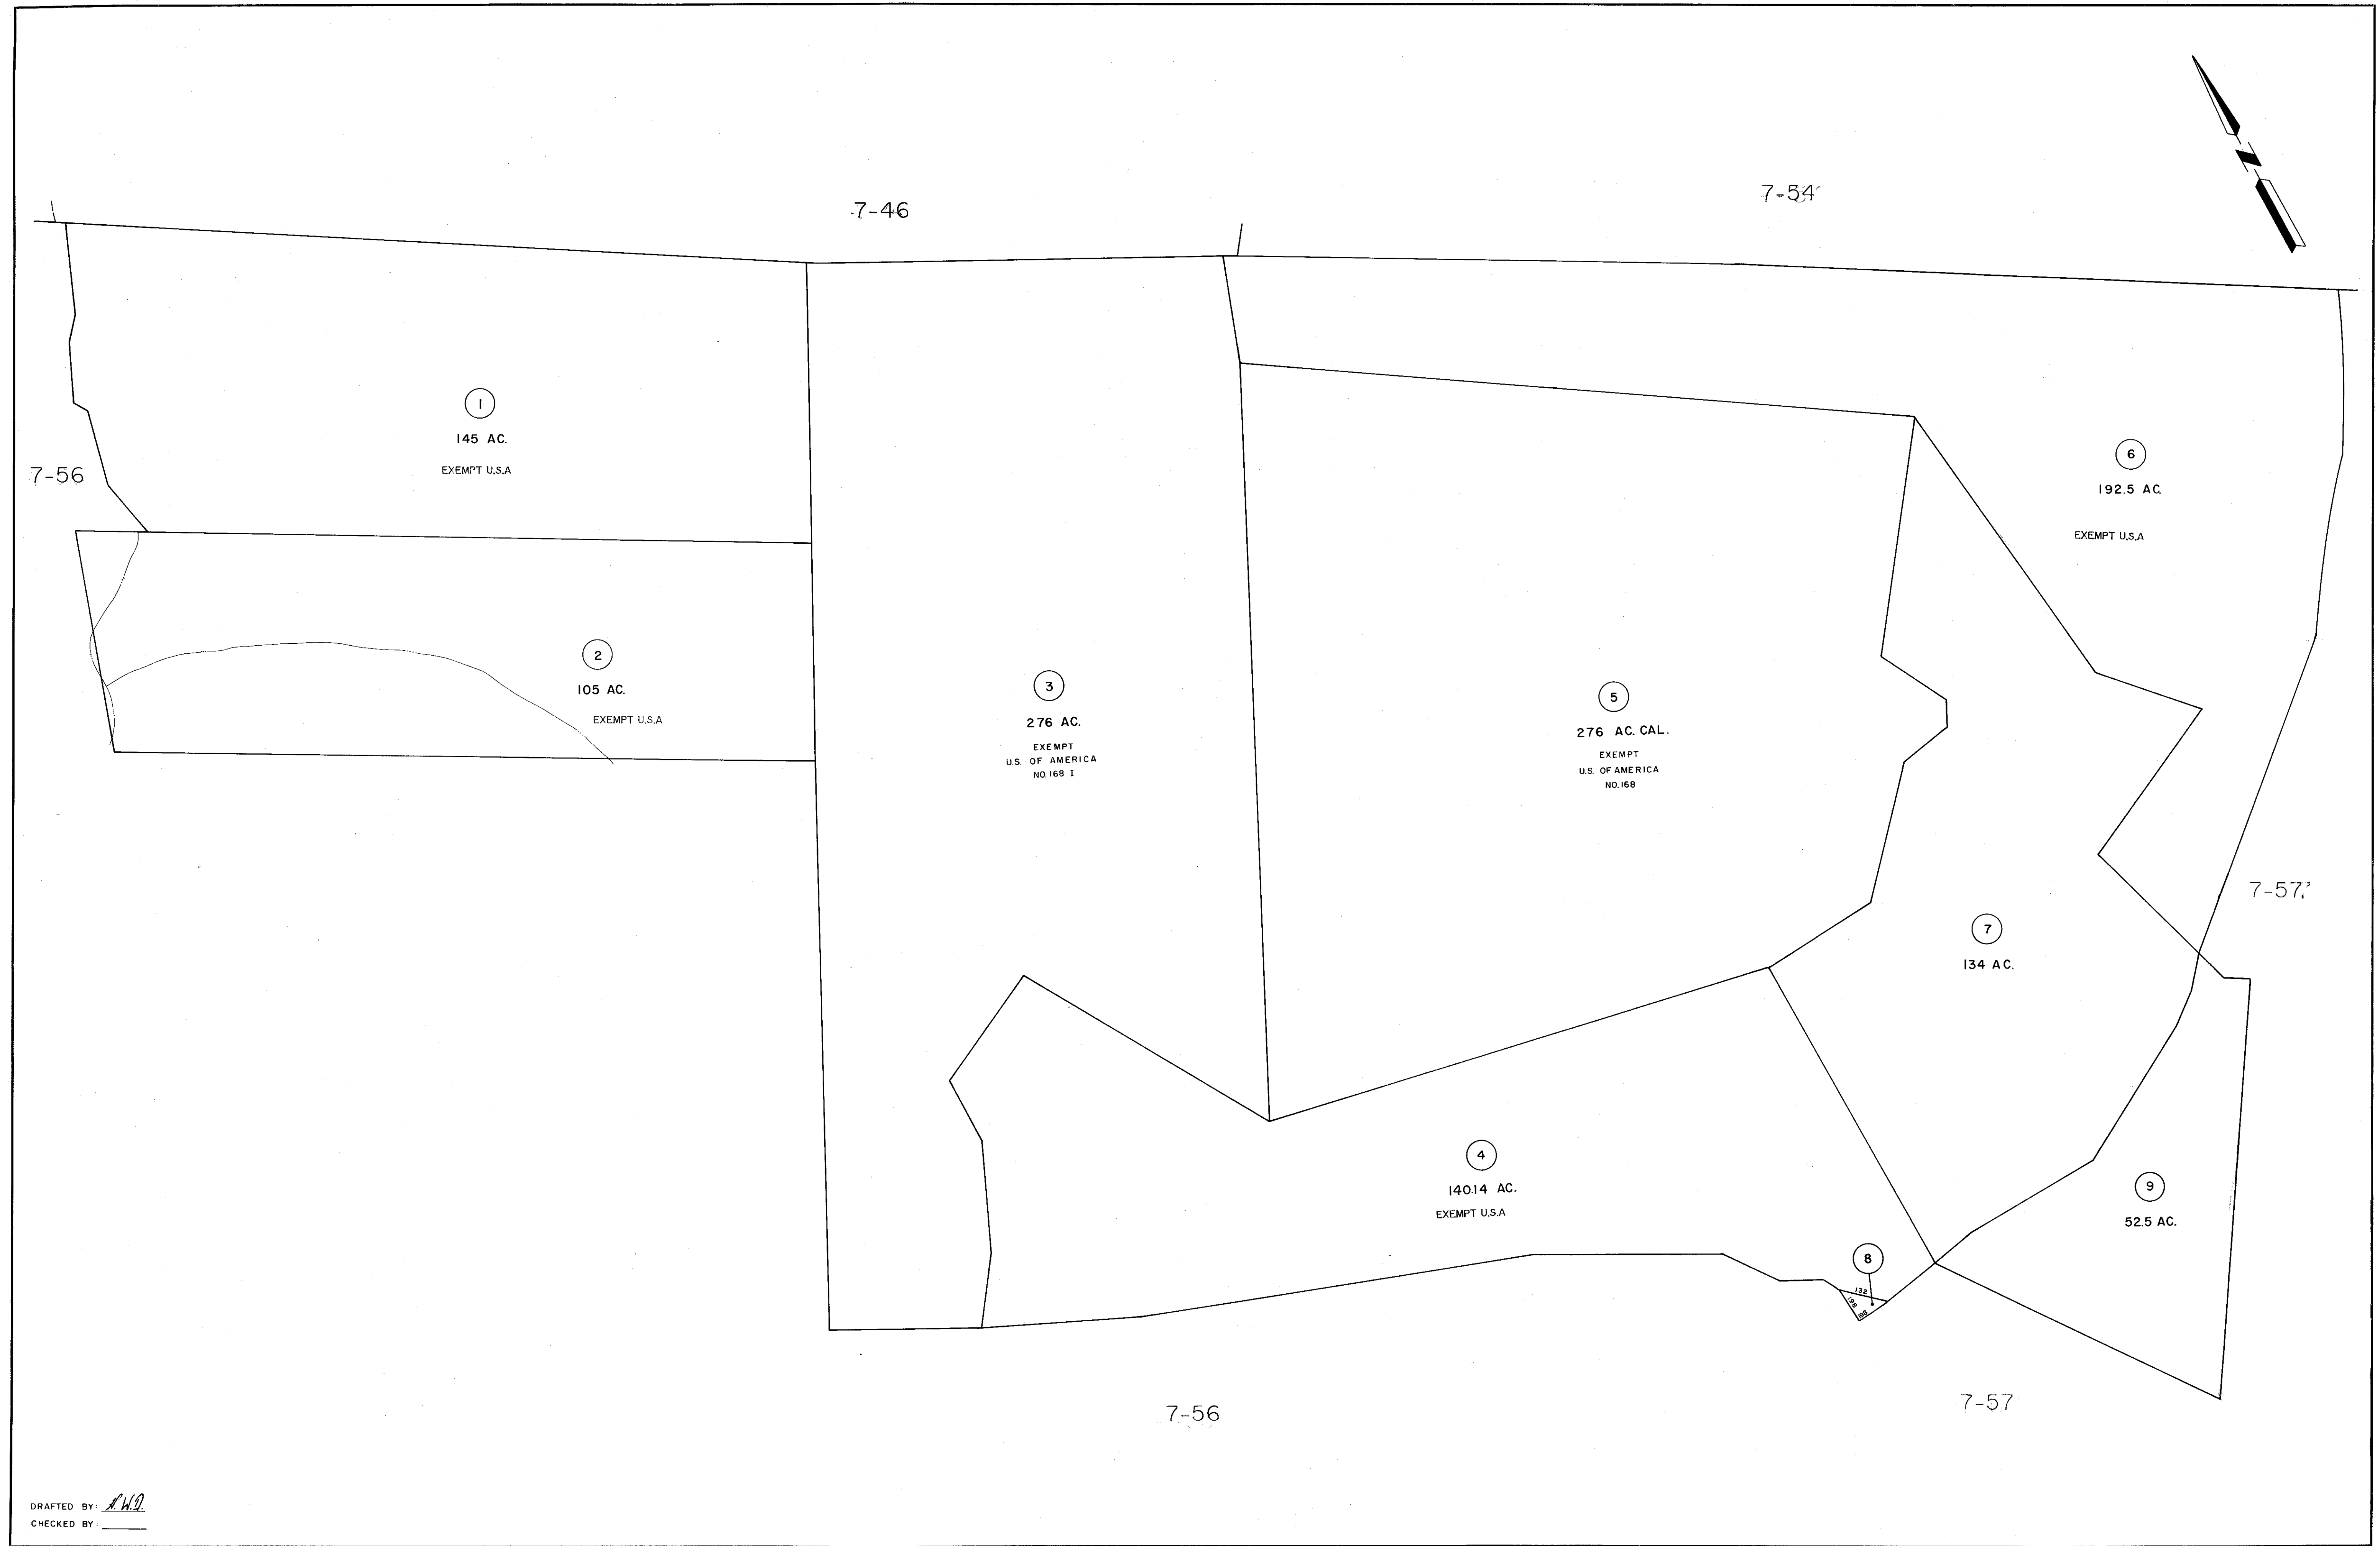 7-46
7-54
N
1
145 AC.
EXEMPT U.S.A
7-56
6
192.5 AC.
EXEMPT U.S.A
2
105 AC.
EXEMPT U.S.A
3
276 AC.
EXEMPT
U.S. OF AMERICA
NO. 168 I
5
276 AC. CAL.
EXEMPT
U.S. OF AMERICA
NO. 168
7-57
7
134 AC.
4
140.14 AC.
EXEMPT U.S.A
9
52.5 AC.
8
132
198
7-56
7-57
DRAFTED BY: N.W.D.
CHECKED BY: